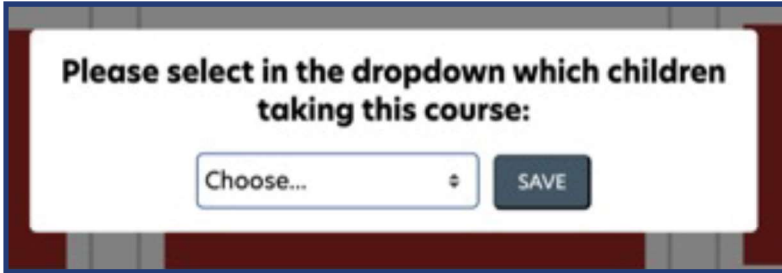 Please select in the dropdown which children
taking this course:
Choose... SAVE